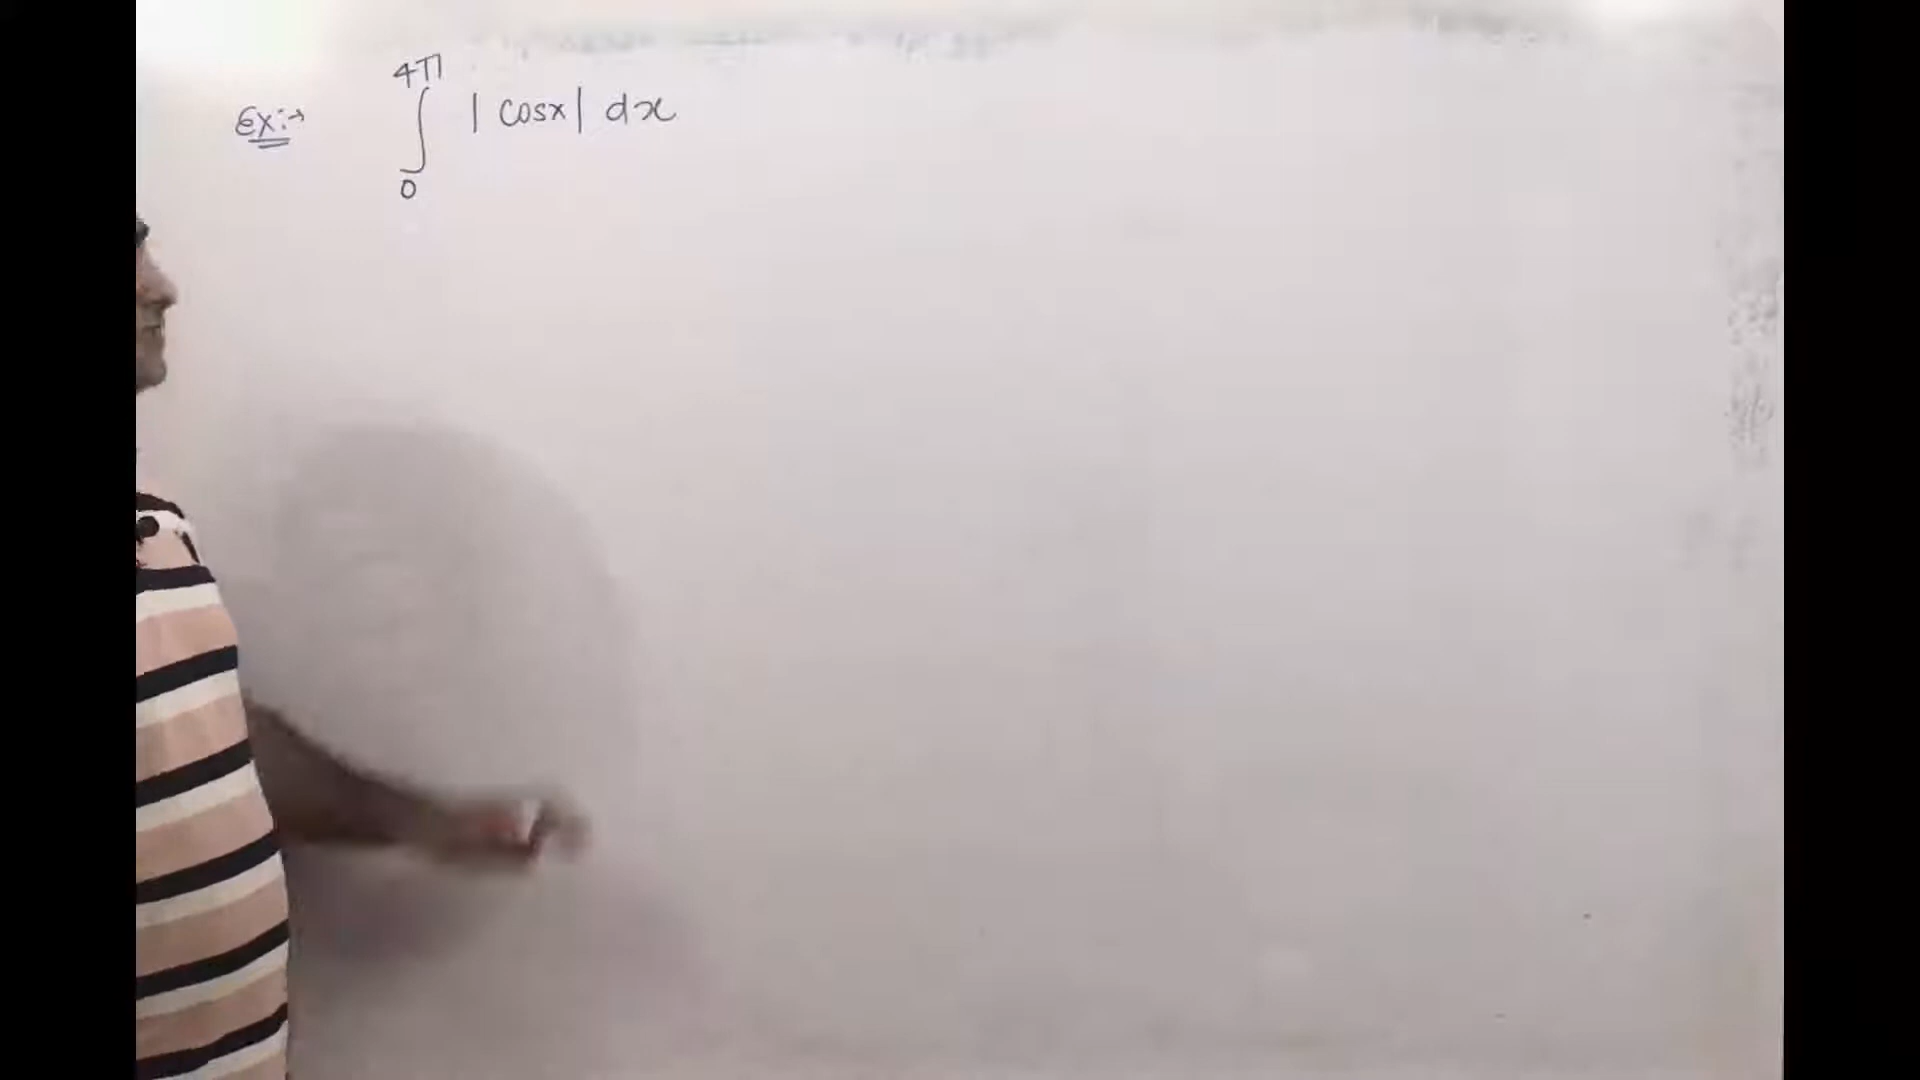 Ex:→ ∫₀^4π | cosx | dx